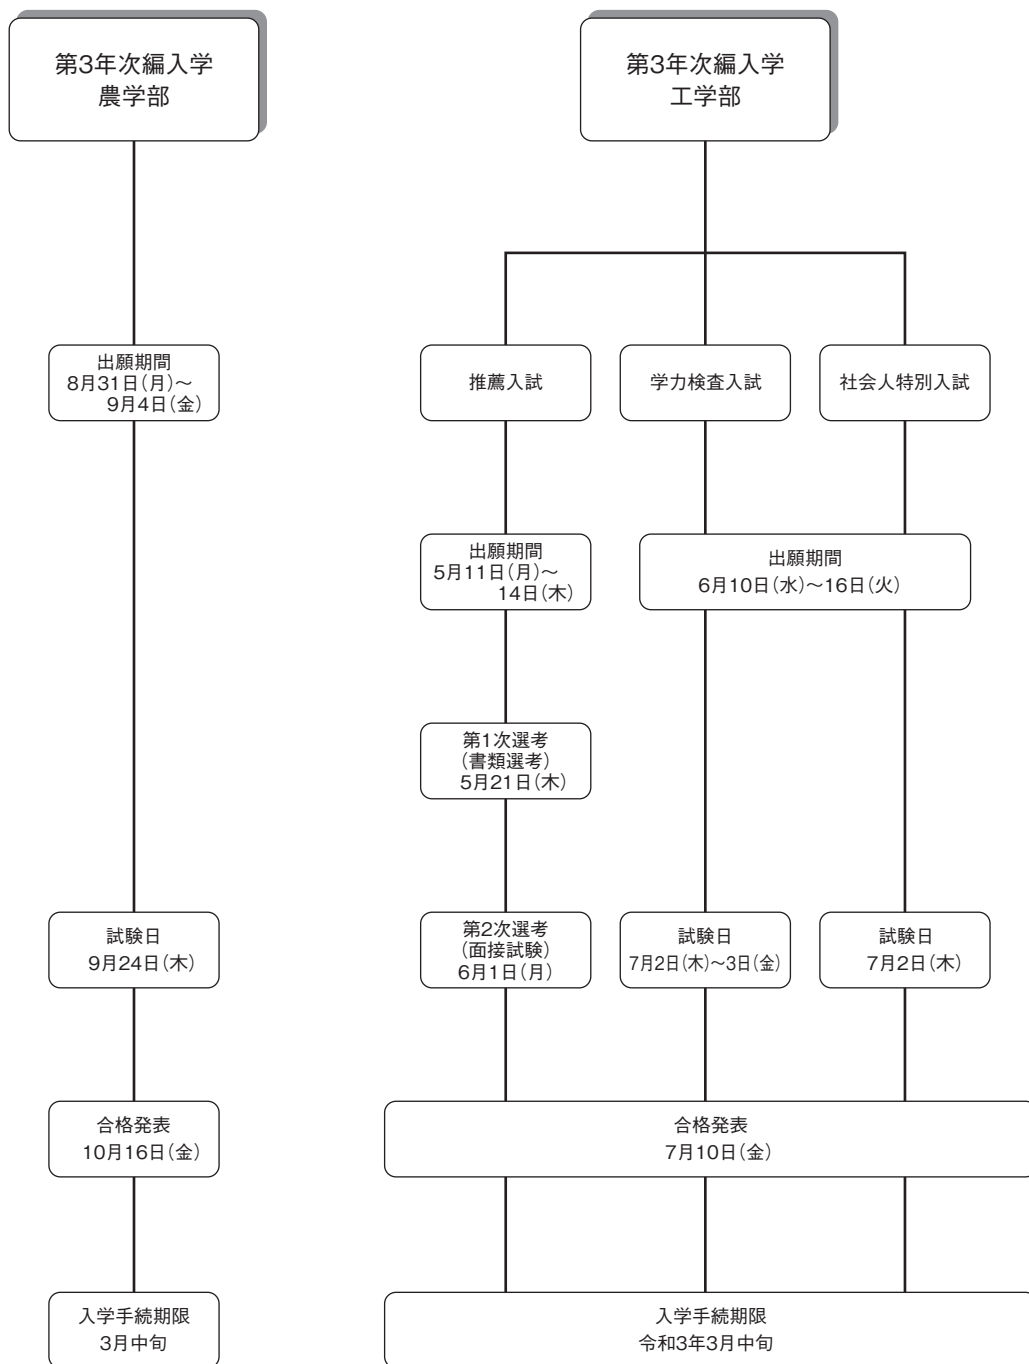 第3年次編入学
農学部
出願期間
8月31日(月)〜
9月4日(金)
試験日
9月24日(木)
合格発表
10月16日(金)
入学手続期限
3月中旬
第3年次編入学
工学部
推薦入試
出願期間
5月11日(月)〜
14日(木)
第1次選考
(書類選考)
5月21日(木)
第2次選考
(面接試験)
6月1日(月)
学力検査入試
社会人特別入試
出願期間
6月10日(水)〜16日(火)
試験日
7月2日(木)〜3日(金)
試験日
7月2日(木)
合格発表
7月10日(金)
入学手続期限
令和3年3月中旬